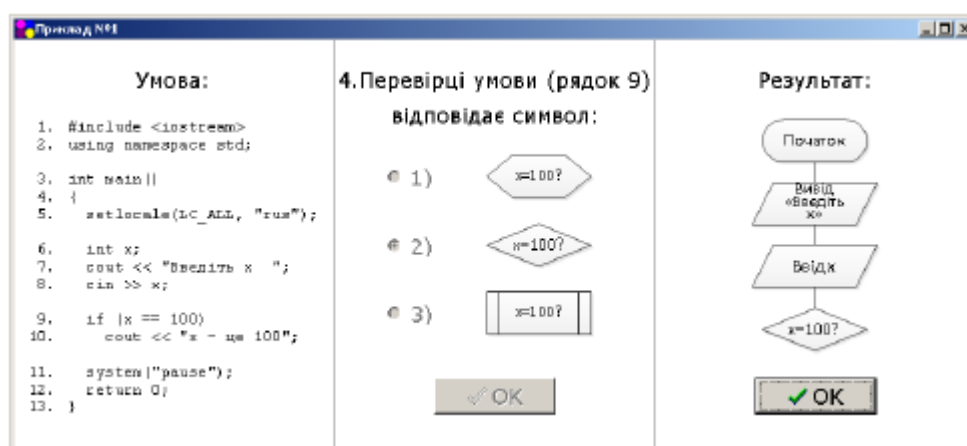 Приклад №1
Умова:
1. #include <iostream>
2. using namespace std;
3. int main()
4. {
5. setlocale(LC_ALL, "rus");
6. int x;
7. cout << "Введіть x ";
8. cin >> x;
9. if (x == 100)
10. cout << "x - це 100";
11. system("pause");
12. return 0;
13. }
4.Перевірці умови (рядок 9)
відповідає символ:
1) x=100?
2) x=100?
3) x=100?
OK
Результат:
Початок
Вивід
«Введіть
x»
Ввід x
x=100?
OK